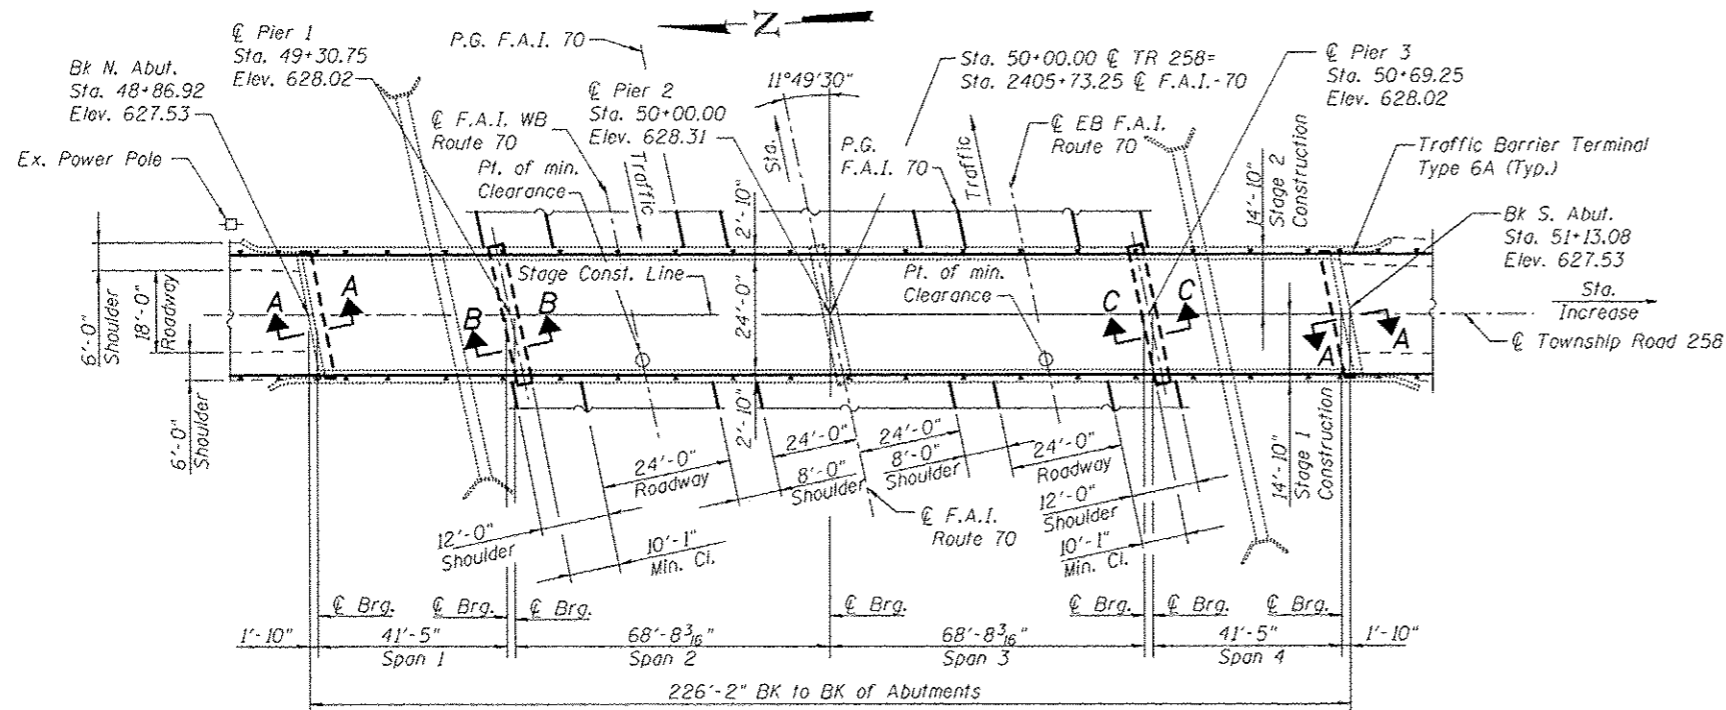 ℄ Pier 1
Sta. 49+30.75
Elev. 628.02
P.G. F.A.I. 70
Z
Bk N. Abut.
Sta. 48+86.92
Elev. 627.53
Ex. Power Pole
℄ F.A.I. WB
Route 70
Pt. of min.
Clearance
Traffic
℄ Pier 2
Sta. 50+00.00
Elev. 628.31
11°49'30"
Sta.
Sta. 50+00.00 ℄ TR 258=
Sta. 2405+73.25 ℄ F.A.I.-70
P.G.
F.A.I. 70
Traffic
℄ EB F.A.I.
Route 70
℄ Pier 3
Sta. 50+69.25
Elev. 628.02
14'-10"
Stage 2
Construction
Traffic Barrier Terminal
Type 6A (Typ.)
Bk S. Abut.
Sta. 51+13.08
Elev. 627.53
Sta.
Increase
℄ Township Road 258
6'-0"
Shoulder
18'-0"
Roadway
6'-0"
Shoulder
2'-10"
24'-0"
2'-10"
Stage Const. Line
Pt. of min.
Clearance
A
A
B
B
C
C
A
A
14'-10"
Stage 1
Construction
24'-0"
Roadway
24'-0"
8'-0"
Shoulder
24'-0"
8'-0"
Shoulder
24'-0"
Roadway
12'-0"
Shoulder
10'-1"
Min. Cl.
℄ F.A.I.
Route 70
12'-0"
Shoulder
10'-1"
Min. Cl.
℄ Brg.
℄ Brg.
℄ Brg.
℄ Brg.
℄ Brg.
℄ Brg.
℄ Brg.
1'-10"
41'-5"
Span 1
68'-8 3/16"
Span 2
68'-8 3/16"
Span 3
41'-5"
Span 4
1'-10"
226'-2" BK to BK of Abutments